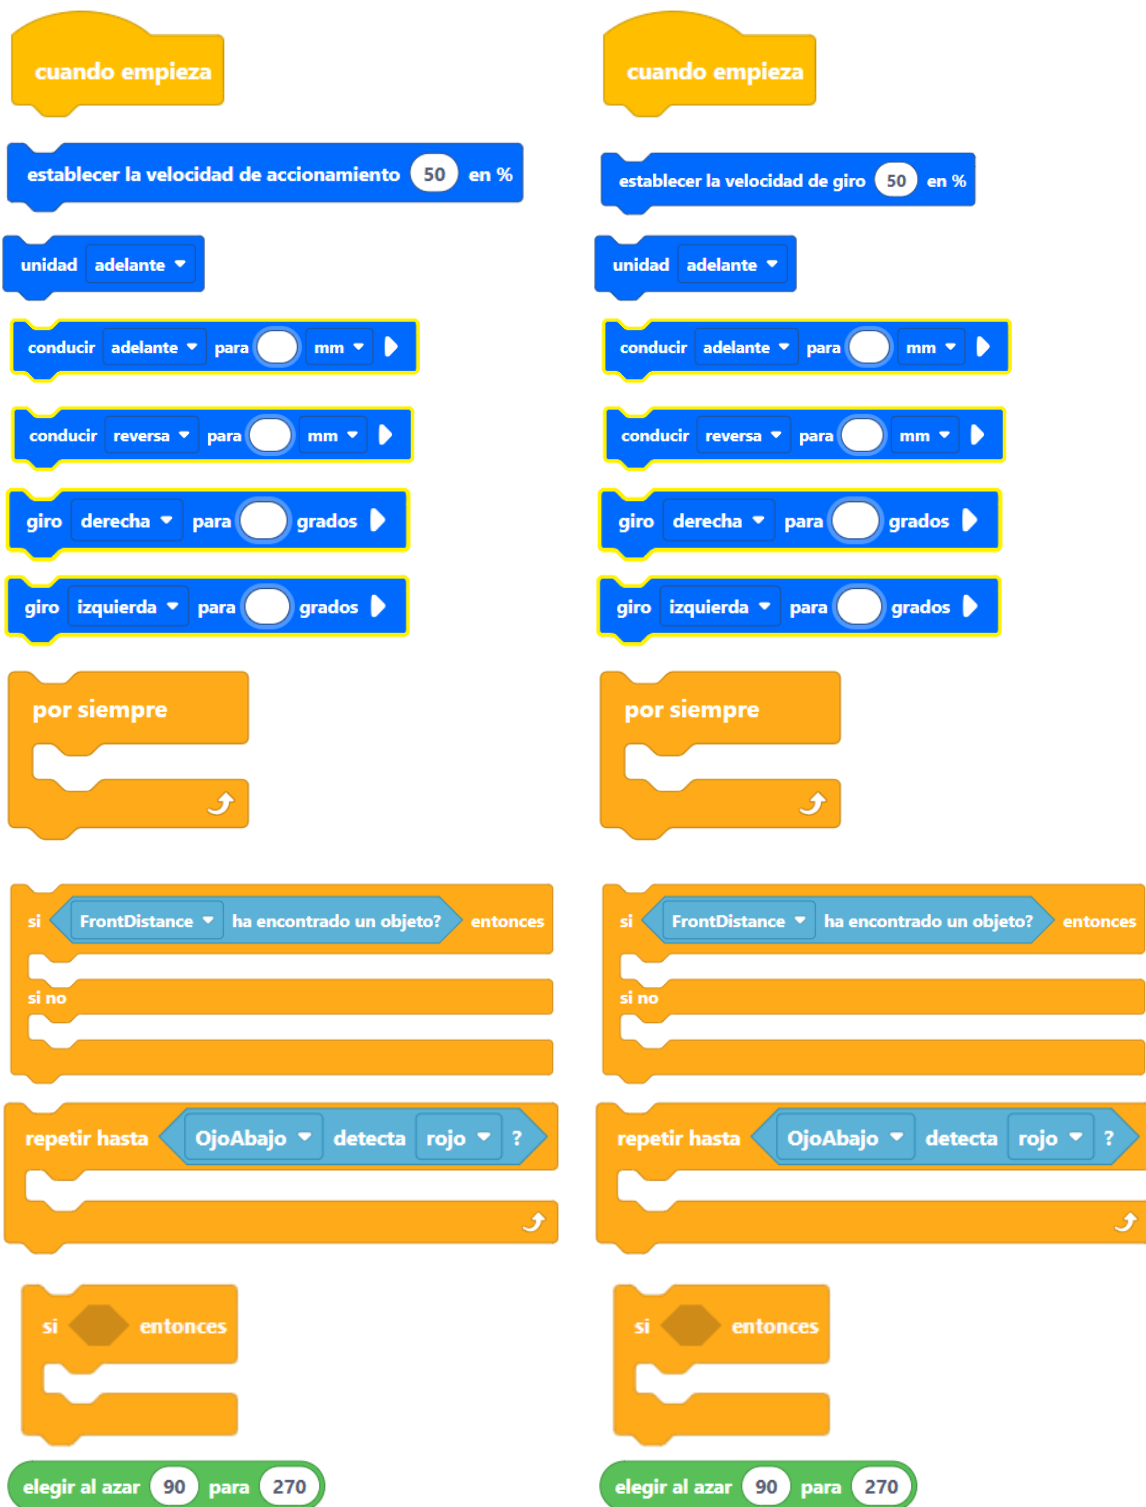 cuando empieza
establecer la velocidad de accionamiento 50 en %
unidad adelante
conducir adelante para mm
conducir reversa para mm
giro derecha para grados
giro izquierda para grados
por siempre
si FrontDistance ha encontrado un objeto? entonces
si no
repetir hasta OjoAbajo detecta rojo ?
si entonces
elegir al azar 90 para 270
cuando empieza
establecer la velocidad de giro 50 en %
unidad adelante
conducir adelante para mm
conducir reversa para mm
giro derecha para grados
giro izquierda para grados
por siempre
si FrontDistance ha encontrado un objeto? entonces
si no
repetir hasta OjoAbajo detecta rojo ?
si entonces
elegir al azar 90 para 270